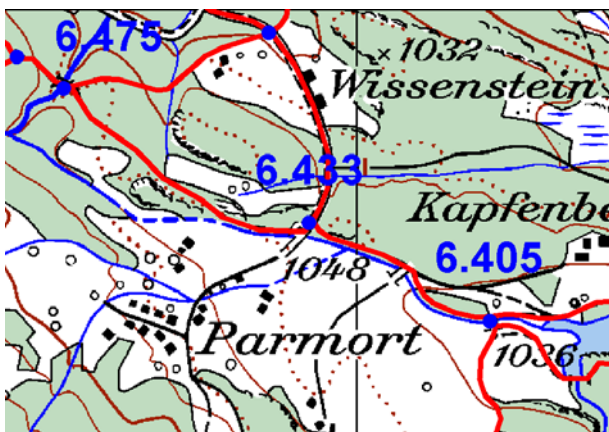 6.475
× 1032
Wissenstein
6.433
Kapfenbe
6.405
1048
Parmort
1036